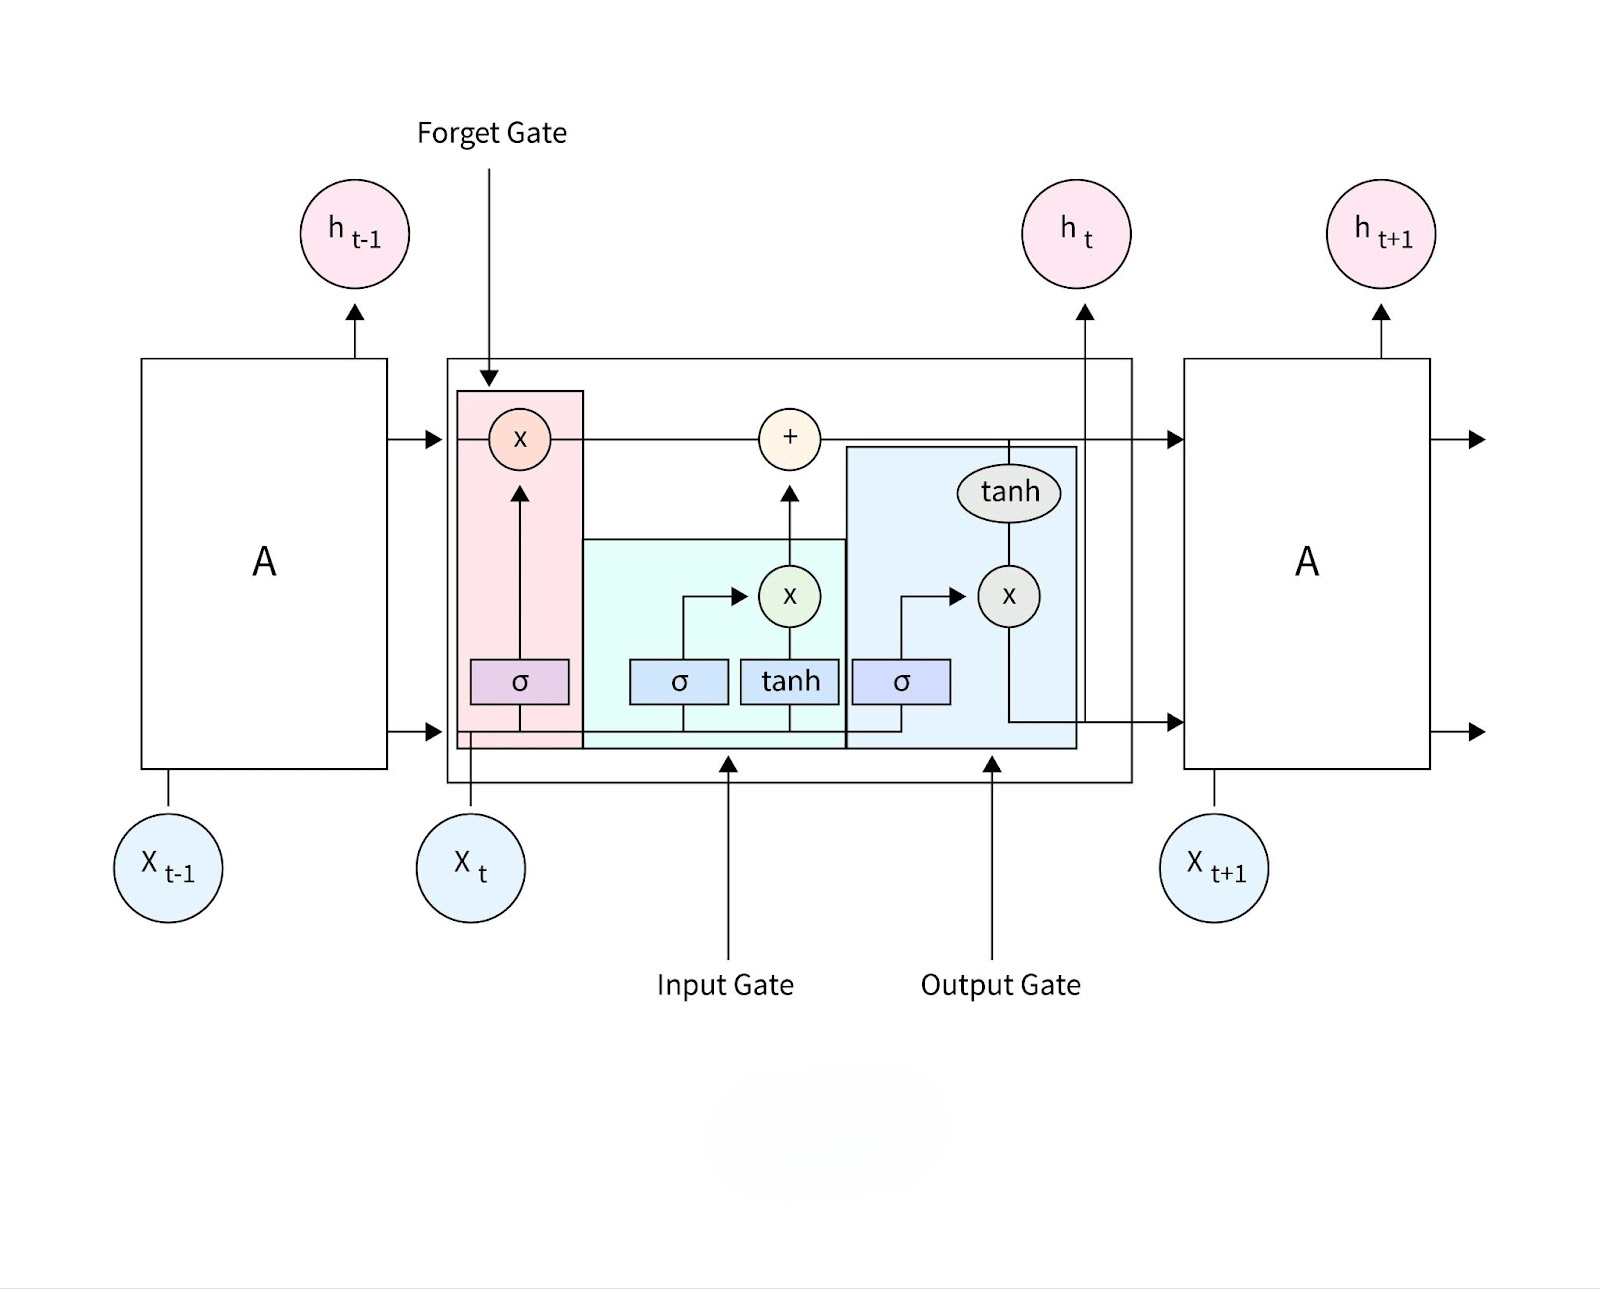 Forget Gate
h t-1
h t
h t+1
x
+
tanh
A
x
x
A
σ
σ
tanh
σ
X t-1
X t
X t+1
Input Gate
Output Gate